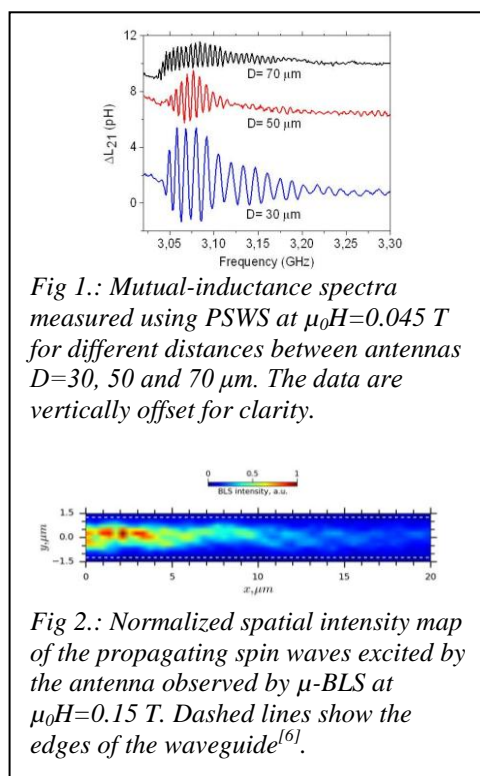 12
8
4
0
ΔL21 (pH)
D= 70 μm
D= 50 μm
D= 30 μm
3,05 3,10 3,15 3,20 3,25 3,30
Frequency (GHz)
Fig 1.: Mutual-inductance spectra
measured using PSWS at μ0H=0.045 T
for different distances between antennas
D=30, 50 and 70 μm. The data are
vertically offset for clarity.
0 0.5 1
BLS intensity, a.u.
1.5
0.0
−1.5
y,μm
0 5 10 15 20
x,μm
Fig 2.: Normalized spatial intensity map
of the propagating spin waves excited by
the antenna observed by μ-BLS at
μ0H=0.15 T. Dashed lines show the
edges of the waveguide[6].